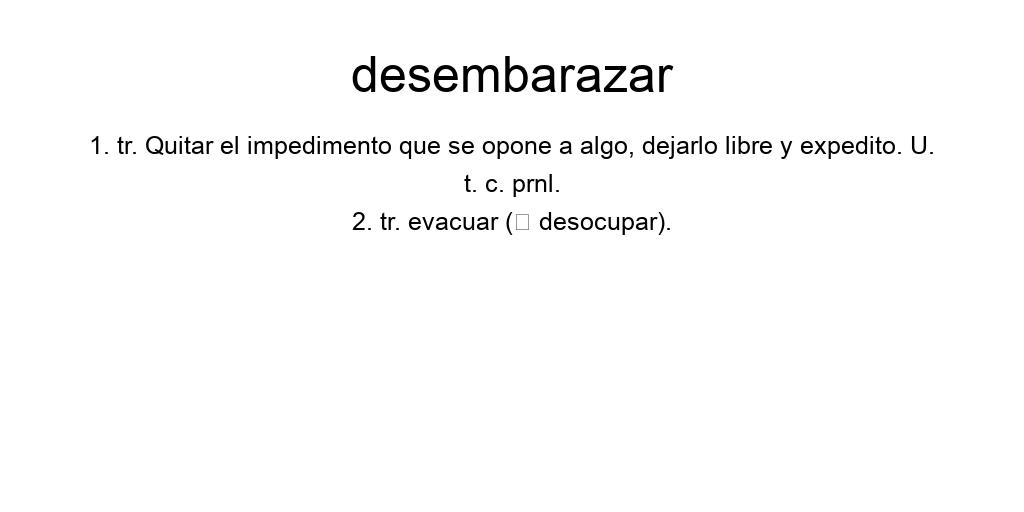 desembarazar
1. tr. Quitar el impedimento que se opone a algo, dejarlo libre y expedito. U.
t. c. prnl.
2. tr. evacuar (□ desocupar).